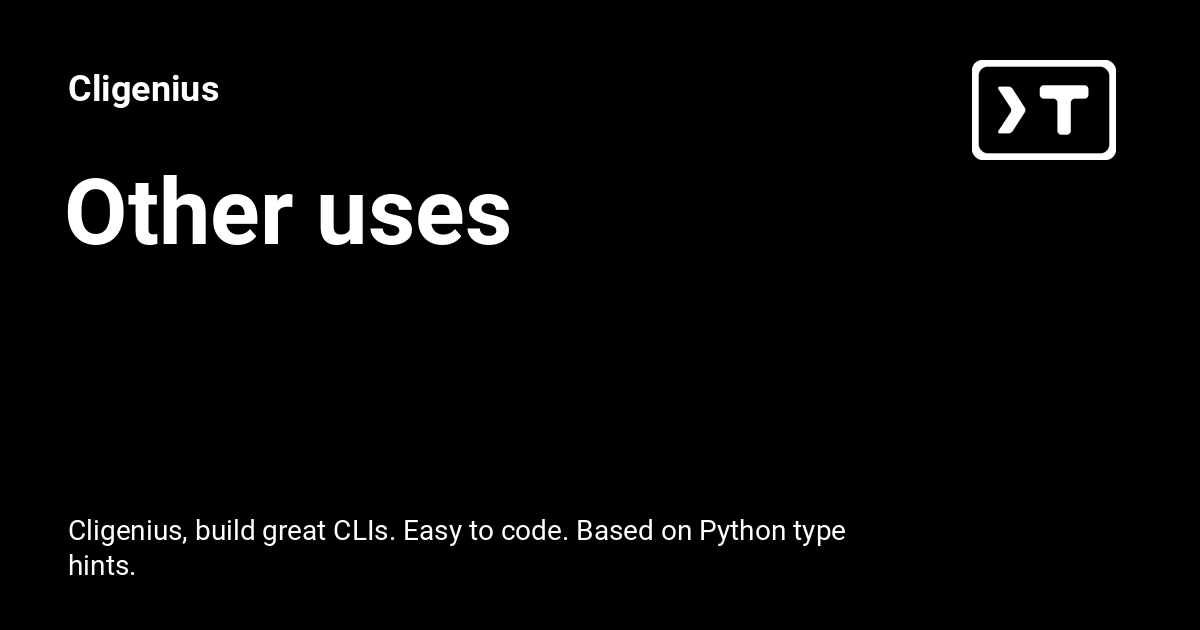 Cligenius
❯T
Other uses
Cligenius, build great CLIs. Easy to code. Based on Python type
hints.